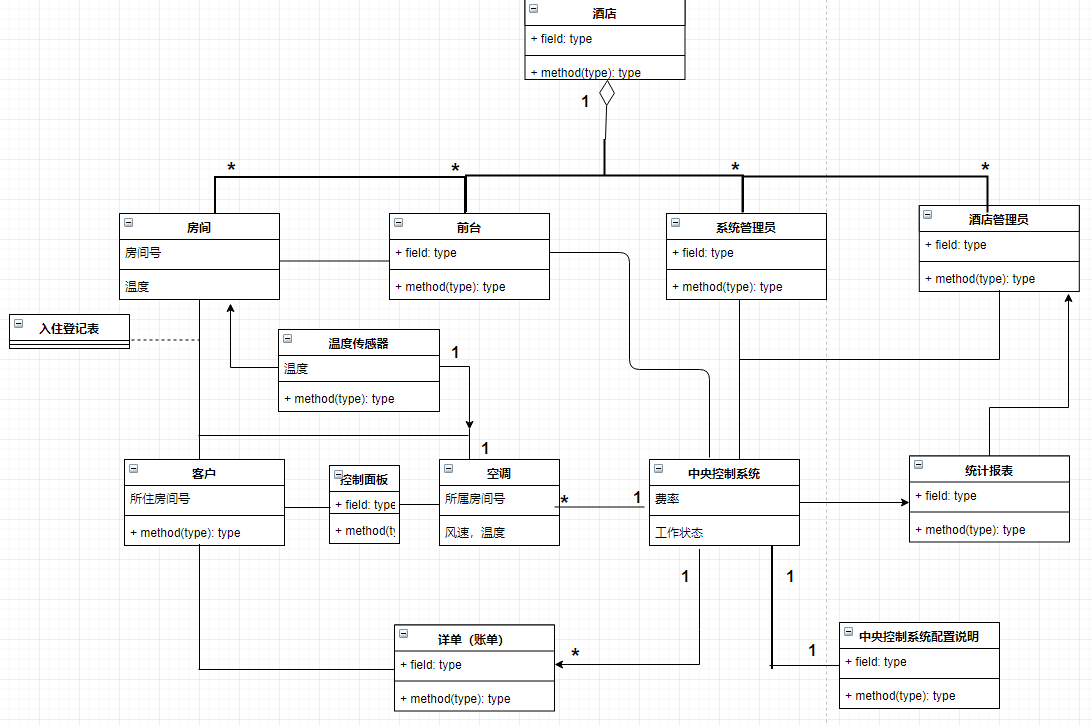 酒店
+ field: type
+ method(type): type
1
*
*
*
*
房间
房间号
温度
前台
+ field: type
+ method(type): type
系统管理员
+ field: type
+ method(type): type
酒店管理员
+ field: type
+ method(type): type
入住登记表
温度传感器
温度
+ method(type): type
1
1
客户
所住房间号
+ method(type): type
控制面板
+ field: type
+ method(t
空调
所属房间号
风速，温度
*
1
中央控制系统
费率
工作状态
统计报表
+ field: type
+ method(type): type
1
1
详单（账单）
+ field: type
+ method(type): type
*
1
中央控制系统配置说明
+ field: type
+ method(type): type